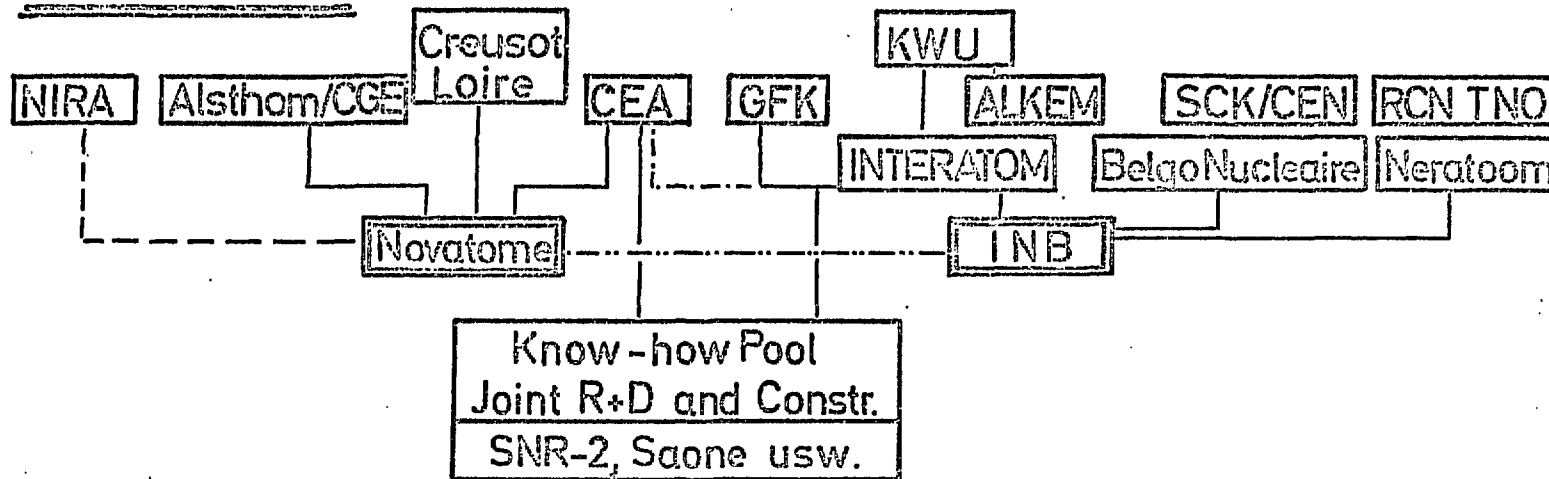 Creusot
Loire
KWU
NIRA
Alsthom/CGE
CEA
GFK
ALKEM
SCK/CEN
RCN TNO
INTERATOM
BelgoNucleaire
Neratoom
Novatome
INB
Know-how Pool
Joint R+D and Constr.
SNR-2, Saone usw.